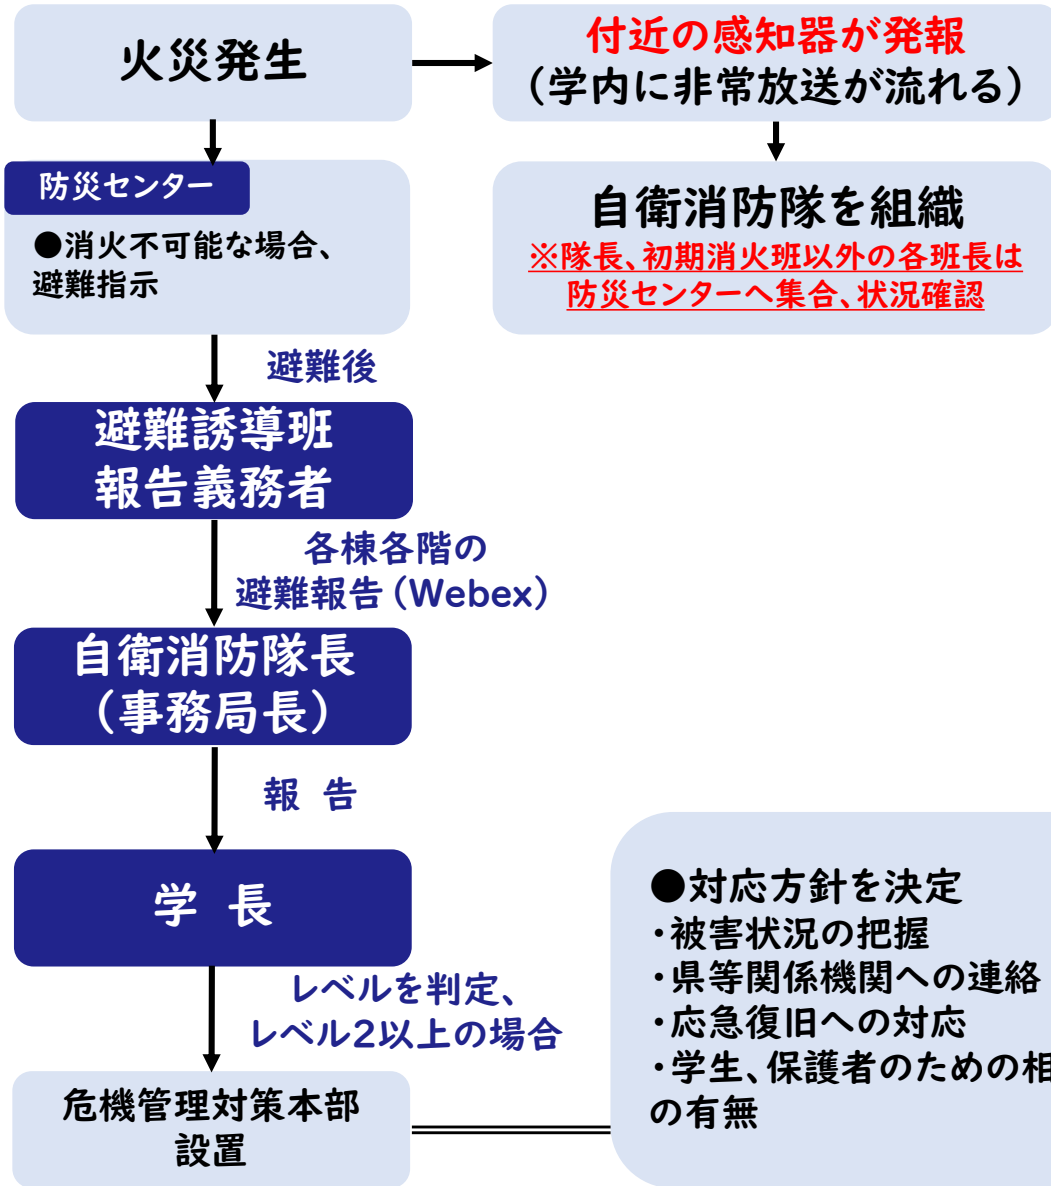 火災発生
付近の感知器が発報
(学内に非常放送が流れる)
防災センター
●消火不可能な場合、
避難指示
自衛消防隊を組織
※隊長、初期消火班以外の各班長は
防災センターへ集合、状況確認
避難後
避難誘導班
報告義務者
各棟各階の
避難報告(Webex)
自衛消防隊長
(事務局長)
報 告
学 長
レベルを判定、
レベル2以上の場合
危機管理対策本部
設置
●対応方針を決定
・被害状況の把握
・県等関係機関への連絡
・応急復旧への対応
・学生、保護者のための相
の有無